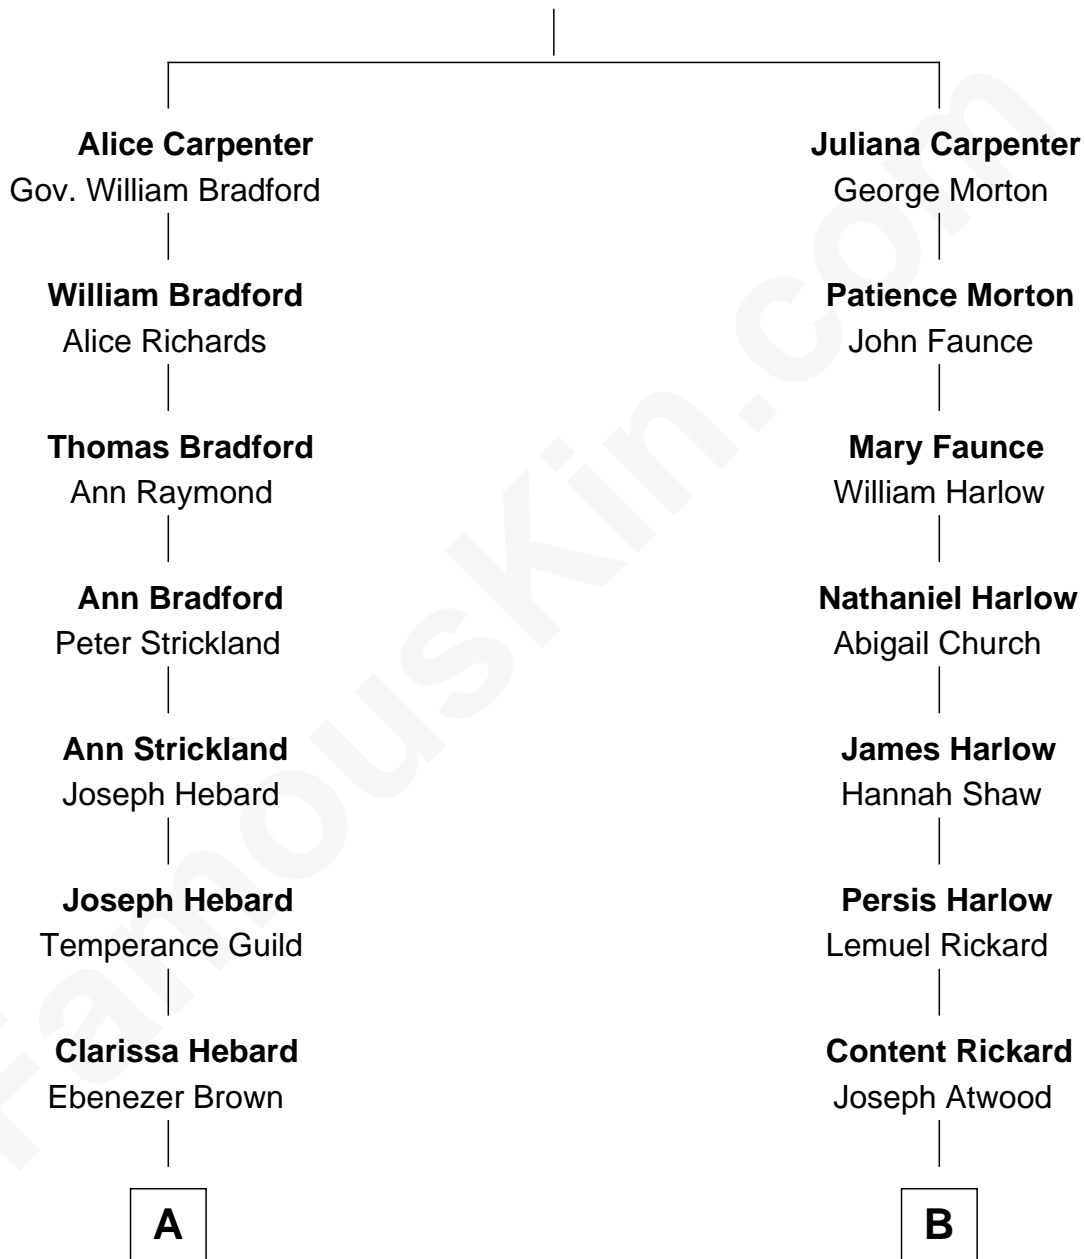 Alice Carpenter
Gov. William Bradford
William Bradford
Alice Richards
Thomas Bradford
Ann Raymond
Ann Bradford
Peter Strickland
Ann Strickland
Joseph Hebard
Joseph Hebard
Temperance Guild
Clarissa Hebard
Ebenezer Brown
A
Juliana Carpenter
George Morton
Patience Morton
John Faunce
Mary Faunce
William Harlow
Nathaniel Harlow
Abigail Church
James Harlow
Hannah Shaw
Persis Harlow
Lemuel Rickard
Content Rickard
Joseph Atwood
B
FamousKin.com